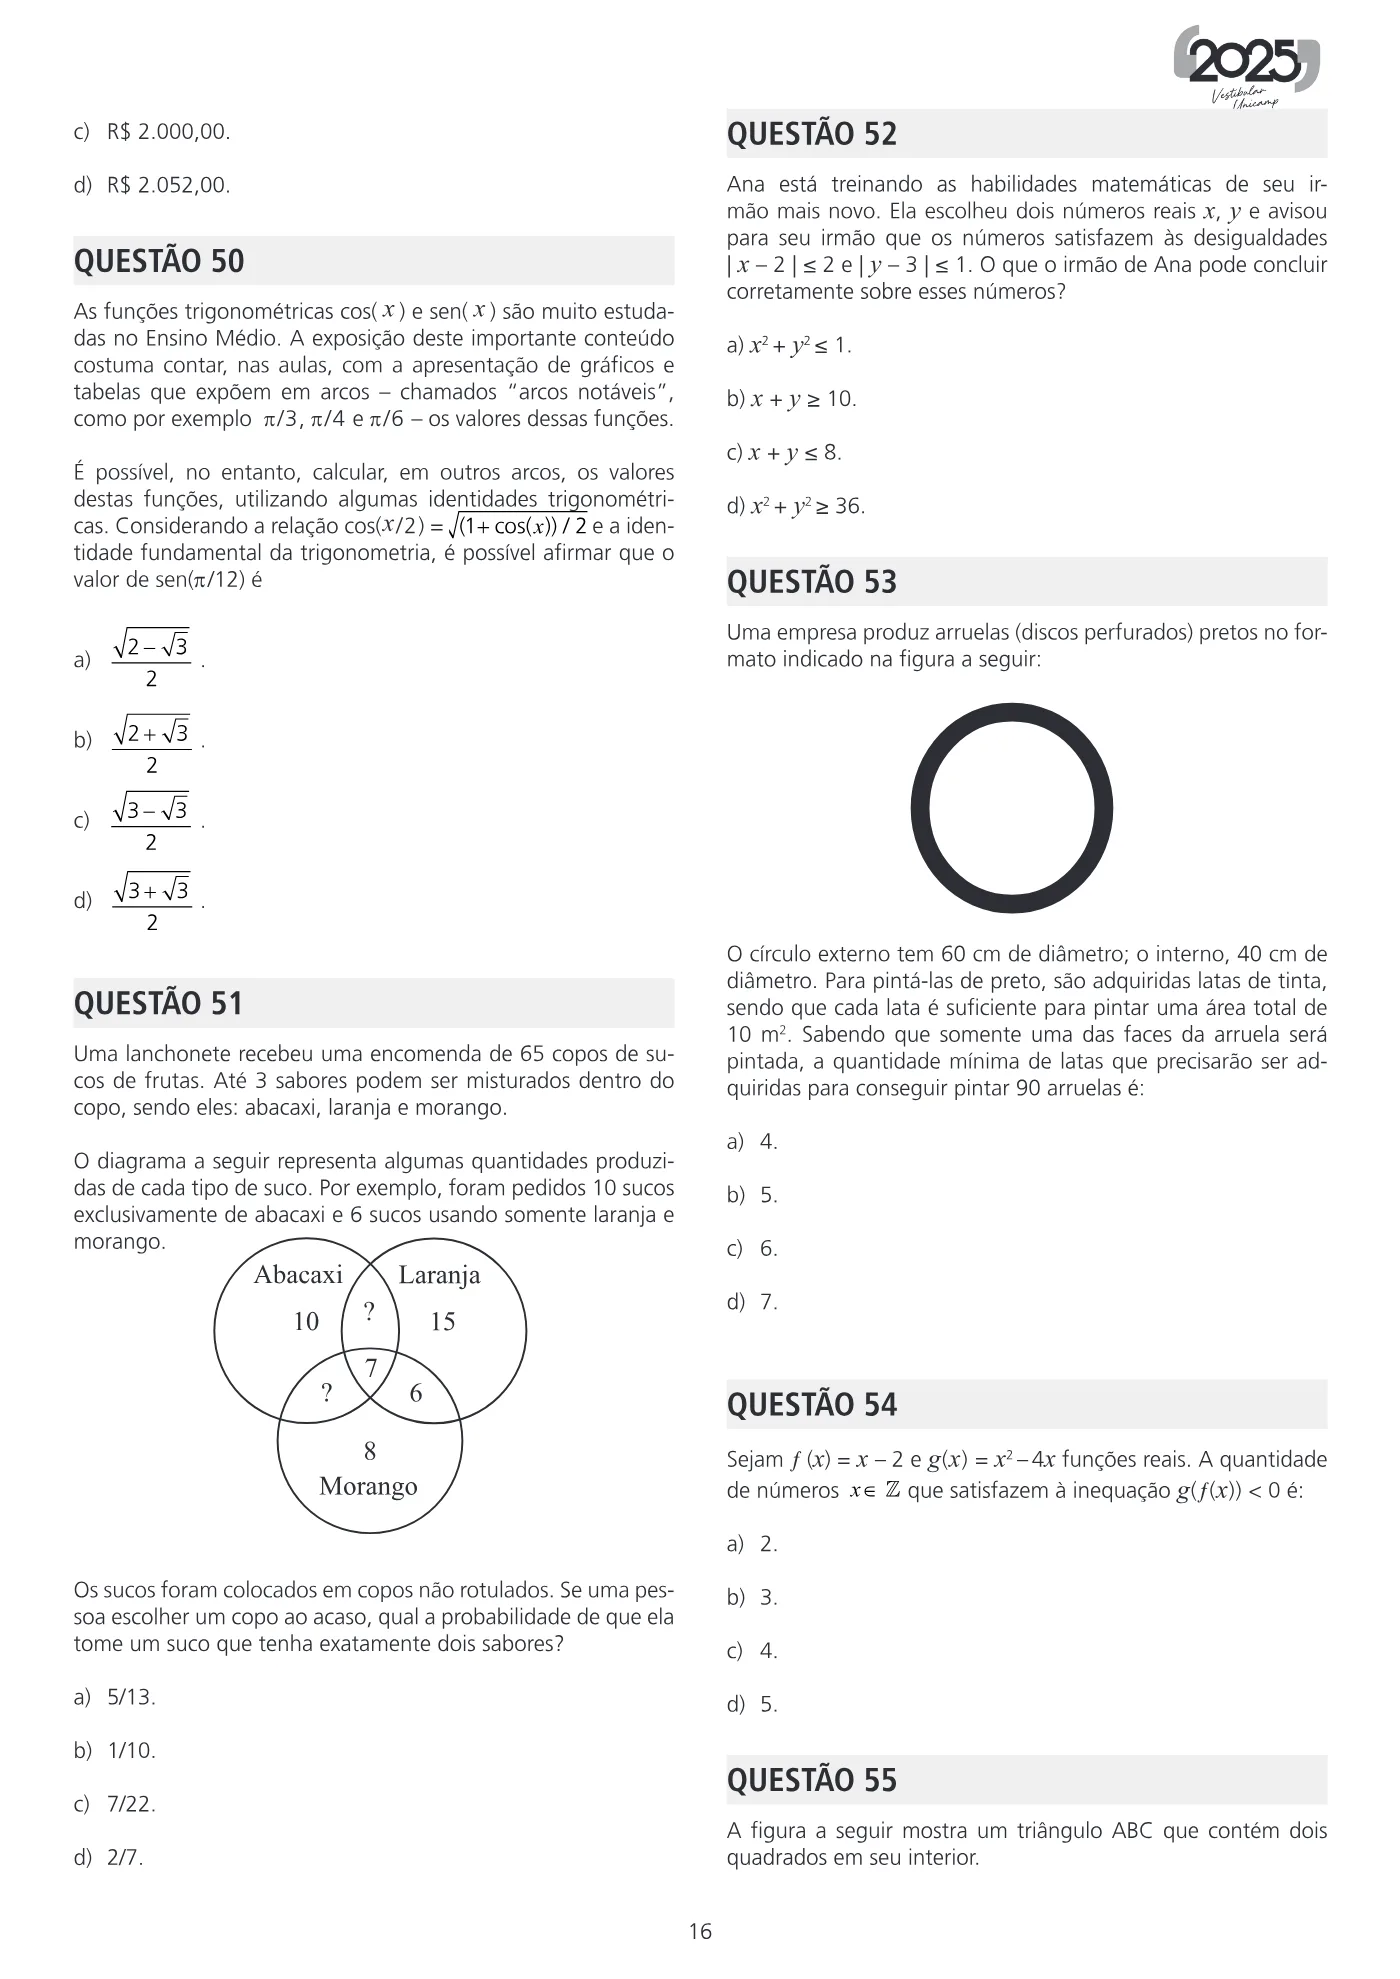 2025
Vestibular
Unicamp
c) R$ 2.000,00.
d) R$ 2.052,00.
QUESTÃO 50
As funções trigonométricas cos( x ) e sen( x ) são muito estuda-
das no Ensino Médio. A exposição deste importante conteúdo
costuma contar, nas aulas, com a apresentação de gráficos e
tabelas que expõem em arcos – chamados “arcos notáveis”,
como por exemplo π/3, π/4 e π/6 – os valores dessas funções.
É possível, no entanto, calcular, em outros arcos, os valores
destas funções, utilizando algumas identidades trigonométri-
cas. Considerando a relação cos(x/2) = √(1+ cos(x)) / 2 e a iden-
tidade fundamental da trigonometria, é possível afirmar que o
valor de sen(π/12) é
a) √(2 – √3) / 2 .
b) √(2 + √3) / 2 .
c) √(3 – √3) / 2 .
d) √(3 + √3) / 2 .
QUESTÃO 51
Uma lanchonete recebeu uma encomenda de 65 copos de su-
cos de frutas. Até 3 sabores podem ser misturados dentro do
copo, sendo eles: abacaxi, laranja e morango.
O diagrama a seguir representa algumas quantidades produzi-
das de cada tipo de suco. Por exemplo, foram pedidos 10 sucos
exclusivamente de abacaxi e 6 sucos usando somente laranja e
morango.
Abacaxi Laranja
10 ? 15
7
? 6
8
Morango
Os sucos foram colocados em copos não rotulados. Se uma pes-
soa escolher um copo ao acaso, qual a probabilidade de que ela
tome um suco que tenha exatamente dois sabores?
a) 5/13.
b) 1/10.
c) 7/22.
d) 2/7.
QUESTÃO 52
Ana está treinando as habilidades matemáticas de seu ir-
mão mais novo. Ela escolheu dois números reais x, y e avisou
para seu irmão que os números satisfazem às desigualdades
| x – 2 | ≤ 2 e | y – 3 | ≤ 1. O que o irmão de Ana pode concluir
corretamente sobre esses números?
a) x² + y² ≤ 1.
b) x + y ≥ 10.
c) x + y ≤ 8.
d) x² + y² ≥ 36.
QUESTÃO 53
Uma empresa produz arruelas (discos perfurados) pretos no for-
mato indicado na figura a seguir:
O círculo externo tem 60 cm de diâmetro; o interno, 40 cm de
diâmetro. Para pintá-las de preto, são adquiridas latas de tinta,
sendo que cada lata é suficiente para pintar uma área total de
10 m². Sabendo que somente uma das faces da arruela será
pintada, a quantidade mínima de latas que precisarão ser ad-
quiridas para conseguir pintar 90 arruelas é:
a) 4.
b) 5.
c) 6.
d) 7.
QUESTÃO 54
Sejam f (x) = x – 2 e g(x) = x² – 4x funções reais. A quantidade
de números x ∈ ℤ que satisfazem à inequação g(f(x)) < 0 é:
a) 2.
b) 3.
c) 4.
d) 5.
QUESTÃO 55
A figura a seguir mostra um triângulo ABC que contém dois
quadrados em seu interior.
16